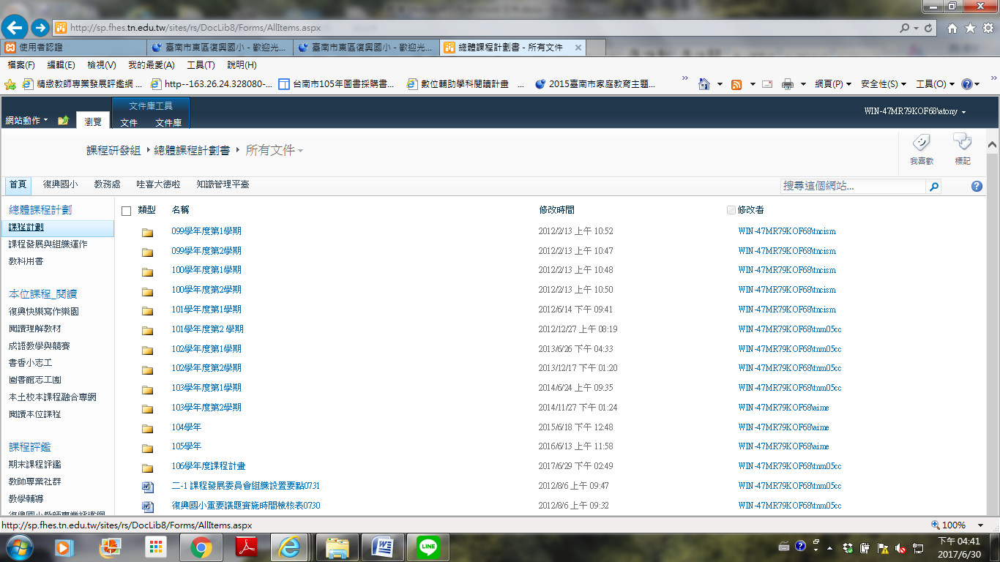 http://sp.fhes.tn.edu.tw/sites/rs/DocLib8/Forms/AllItems.aspx
使用者認證
臺南市東區復興國小 - 歡迎光...
臺南市東區復興國小 - 歡迎光...
總體課程計劃書 - 所有文件
檔案(F) 編輯(E) 檢視(V) 我的最愛(A) 工具(T) 說明(H)
精緻教師專業發展評鑑網 ...
http--163.26.24.328080-...
台南市105年圖書採購書...
數位輔助學科閱讀計畫
2015臺南市家庭教育主題...
網頁(P) 安全性(S) 工具(O)
文件庫工具
網站動作 瀏覽 文件 文件庫
WIN-47MR79KOF68\atony
課程研發組 總體課程計劃書 所有文件
我喜歡 標記
首頁 復興國小 教務處 哇喜大德啦 知識管理平臺
搜尋這個網站...
總體課程計劃
課程計劃
課程發展與組織運作
教科用書
本位課程_閱讀
復興快樂寫作樂園
閱讀理解教材
成語教學與競賽
書香小志工
圖書館志工團
本土校本課程融合專網
閱讀本位課程
課程評鑑
期末課程評鑑
教師專業社群
教學輔導
復興國小教師專業評鑑網
類型 名稱 修改時間 修改者
099學年度第1學期 2012/2/13 上午 10:52 WIN-47MR79KOF68\tncism
099學年度第2學期 2012/2/13 上午 10:47 WIN-47MR79KOF68\tncism
100學年度第1學期 2012/2/13 上午 10:48 WIN-47MR79KOF68\tncism
100學年度第2學期 2012/2/13 上午 10:50 WIN-47MR79KOF68\tncism
101學年度第1學期 2012/6/14 下午 09:41 WIN-47MR79KOF68\tncism
101學年度第2 學期 2012/12/27 上午 08:19 WIN-47MR79KOF68\tnm05cc
102學年度第1學期 2013/6/26 下午 04:33 WIN-47MR79KOF68\tnm05cc
102學年度第2學期 2013/12/17 下午 01:20 WIN-47MR79KOF68\tnm05cc
103學年度第1學期 2014/6/24 上午 09:35 WIN-47MR79KOF68\tnm05cc
103學年度第2學期 2014/11/27 下午 01:24 WIN-47MR79KOF68\aime
104學年 2015/6/18 下午 12:48 WIN-47MR79KOF68\aime
105學年 2016/6/13 上午 11:58 WIN-47MR79KOF68\aime
106學年度課程計畫 2017/6/29 下午 02:49 WIN-47MR79KOF68\tnm05cc
二-1 課程發展委員會組織設置要點0731 2012/8/6 上午 09:47 WIN-47MR79KOF68\tnm05cc
復興國小重要議題實施時間檢核表0730 2012/8/6 上午 09:32 WIN-47MR79KOF68\tnm05cc
http://sp.fhes.tn.edu.tw/sites/rs/DocLib8/Forms/AllItems.aspx
100%
LINE
下午 04:41
2017/6/30